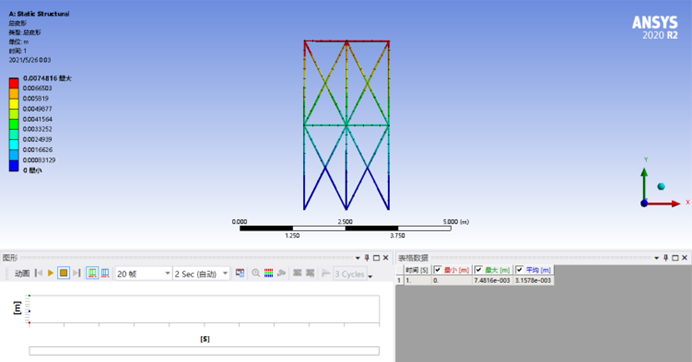 A: Static Structural
总变形
类型: 总变形
单位: m
时间: 1
2021/5/26 0:03
0.0074816 最大
0.0066503
0.005819
0.0049877
0.0041564
0.0033252
0.0024939
0.0016626
0.00083129
0 最小
ANSYS
2020 R2
Y
X
0.000
2.500
5.000 (m)
1.250
3.750
图形
动画
20 帧
2 Sec (自动)
3 Cycles
[m]
[S]
表格数据
时间 [S]
最小 [m]
最大 [m]
平均 [m]
1
1.
0.
7.4816e-003
3.1578e-003